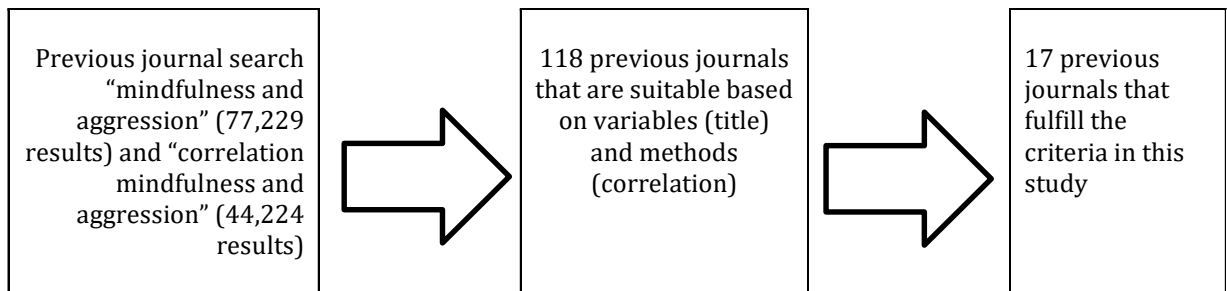 Previous journal search
“mindfulness and
aggression” (77,229
results) and “correlation
mindfulness and
aggression” (44,224
results)
118 previous journals
that are suitable based
on variables (title)
and methods
(correlation)
17 previous
journals that
fulfill the
criteria in this
study